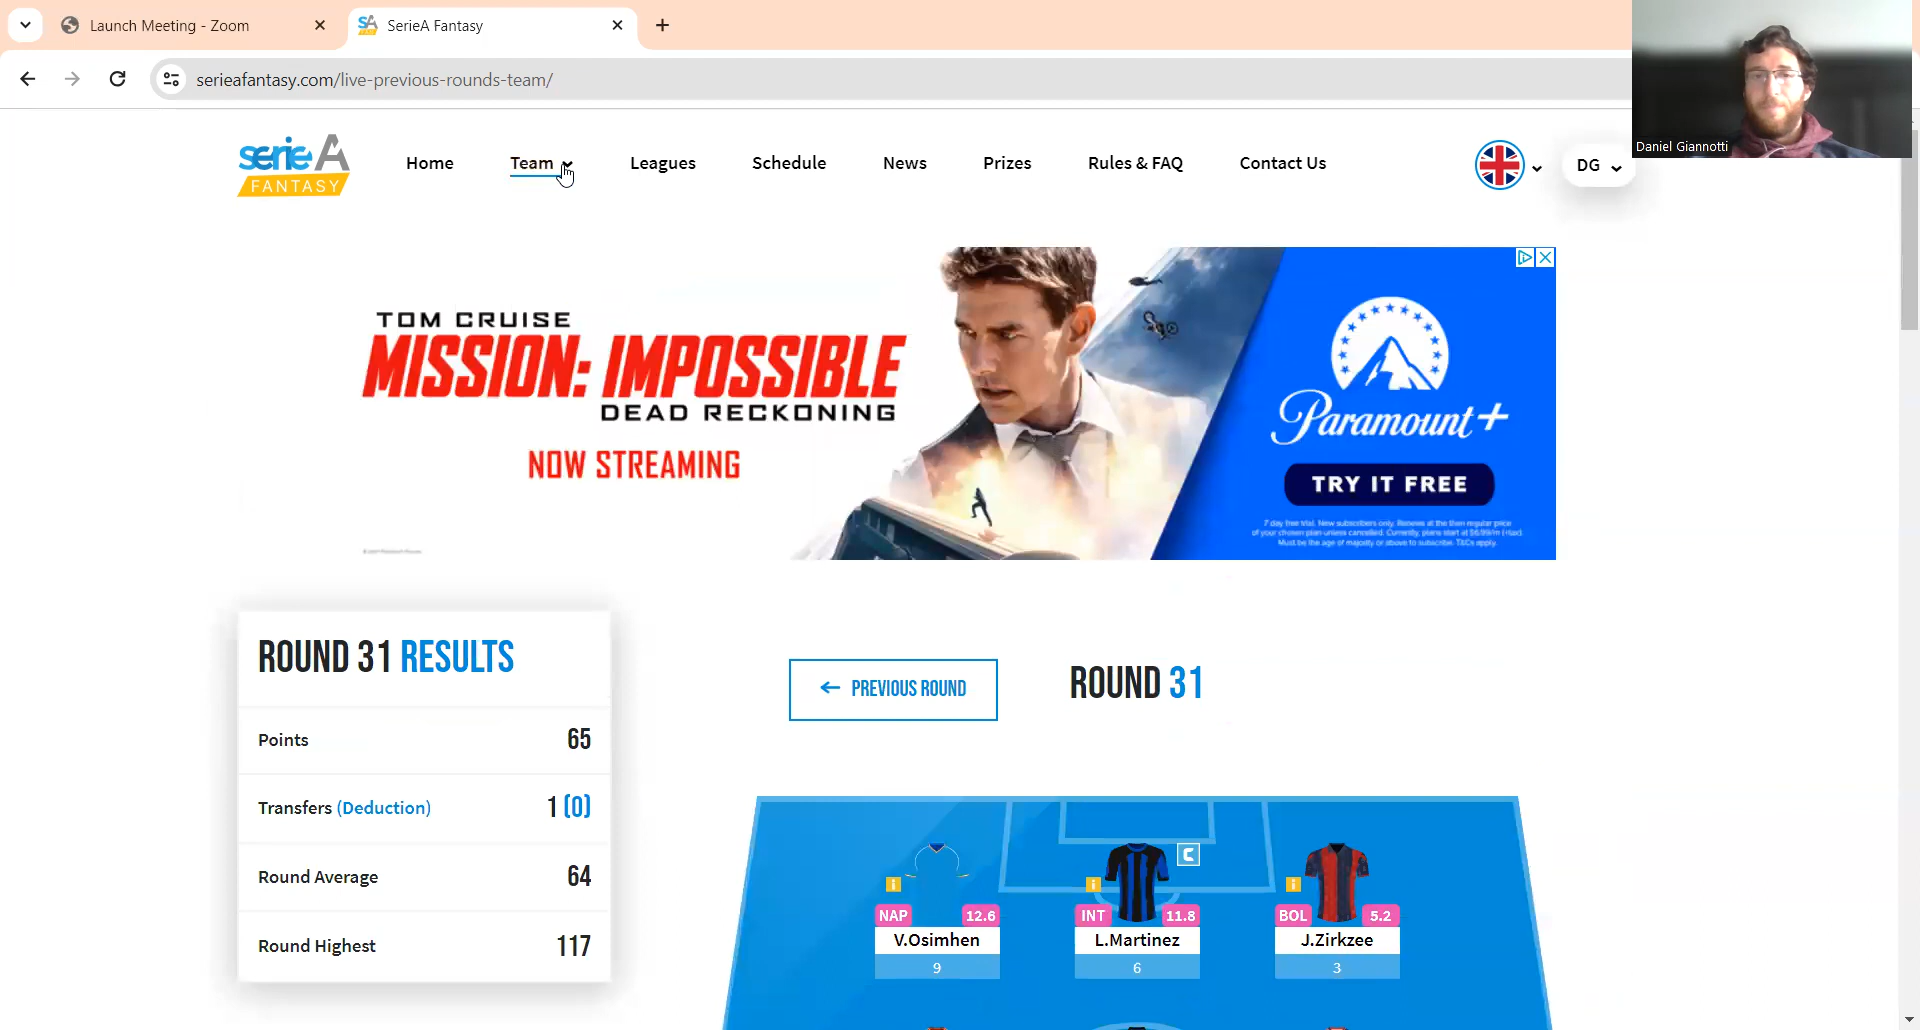 Launch Meeting - Zoom
SerieA Fantasy
serieafantasy.com/live-previous-rounds-team/
Daniel Giannotti
serie A
FANTASY
Home
Team
Leagues
Schedule
News
Prizes
Rules & FAQ
Contact Us
DG
TOM CRUISE
MISSION: IMPOSSIBLE
DEAD RECKONING
NOW STREAMING
Paramount+
TRY IT FREE
7 day free trial. New subscribers only. Renews at the then regular price
of your chosen plan unless cancelled. Currently, plans start at $6.99/m (+tax).
Must be the age of majority or above to subscribe. T&Cs apply.
ROUND 31 RESULTS
Points 65
Transfers (Deduction) 1 (0)
Round Average 64
Round Highest 117
PREVIOUS ROUND
ROUND 31
C
NAP 12.6
V.Osimhen
9
INT 11.8
L.Martinez
6
BOL 5.2
J.Zirkzee
3